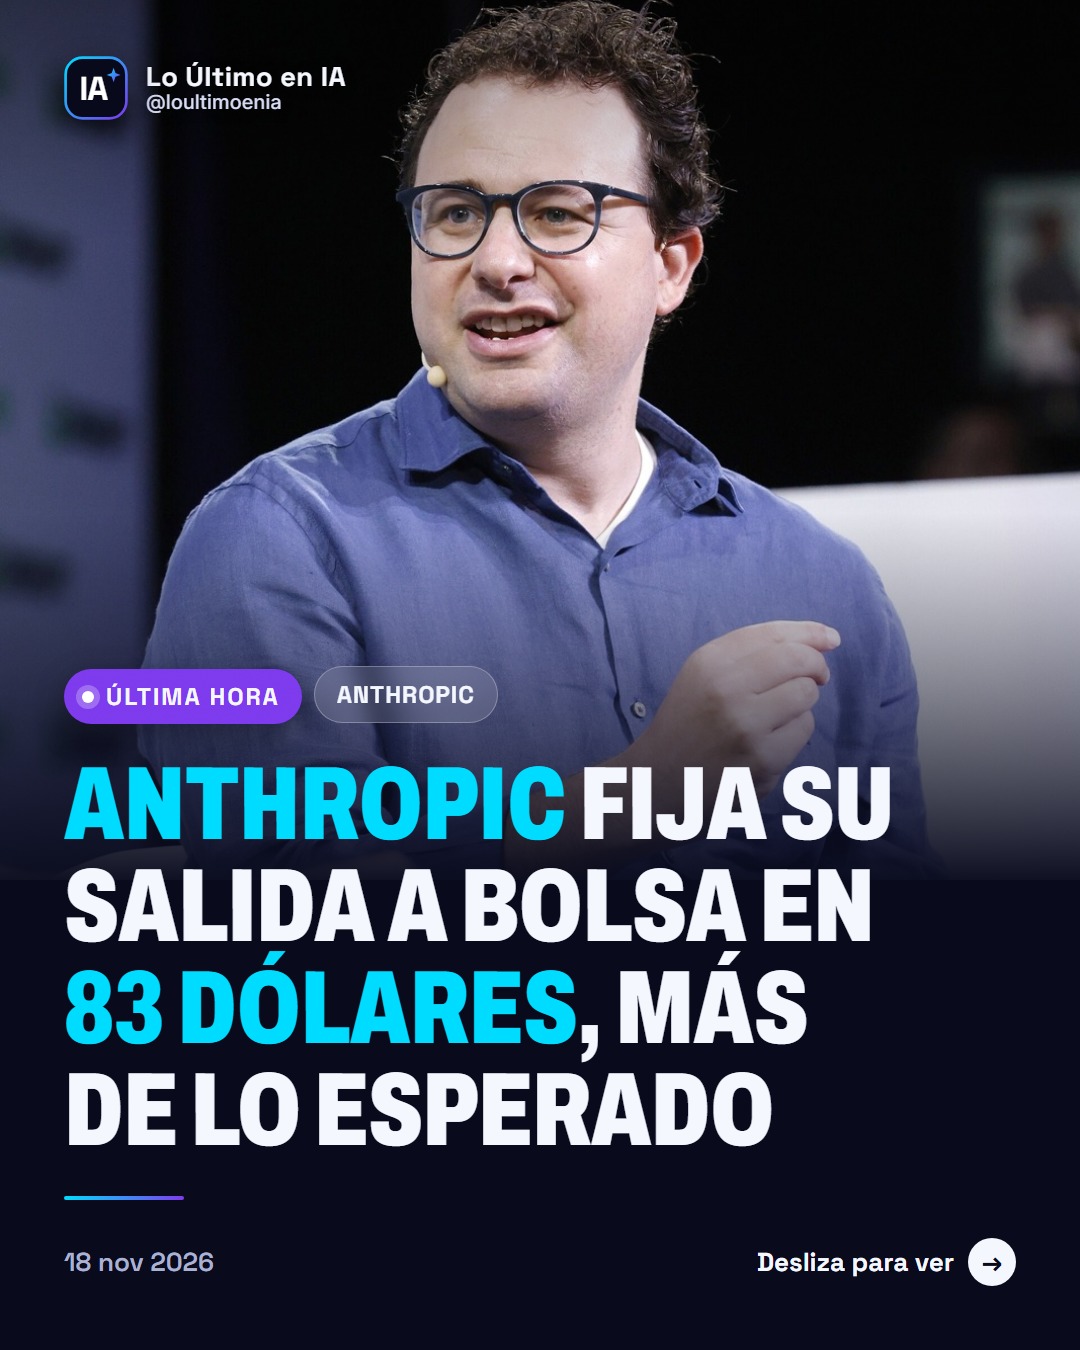 IA
Lo Último en IA
@loultimoenia
ÚLTIMA HORA
ANTHROPIC
ANTHROPIC FIJA SU
SALIDA A BOLSA EN
83 DÓLARES, MÁS
DE LO ESPERADO
18 nov 2026
Desliza para ver →